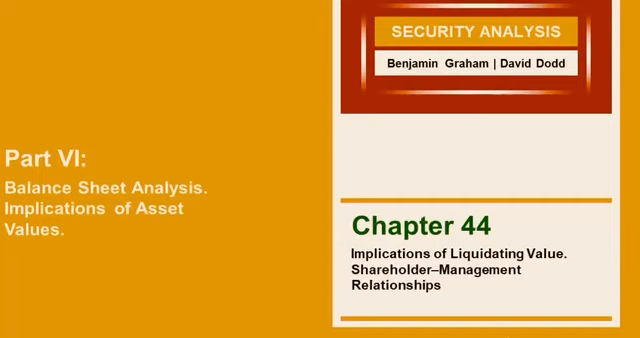 SECURITY ANALYSIS
Benjamin Graham | David Dodd
Part VI:
Balance Sheet Analysis.
Implications of Asset
Values.
Chapter 44
Implications of Liquidating Value.
Shareholder–Management
Relationships